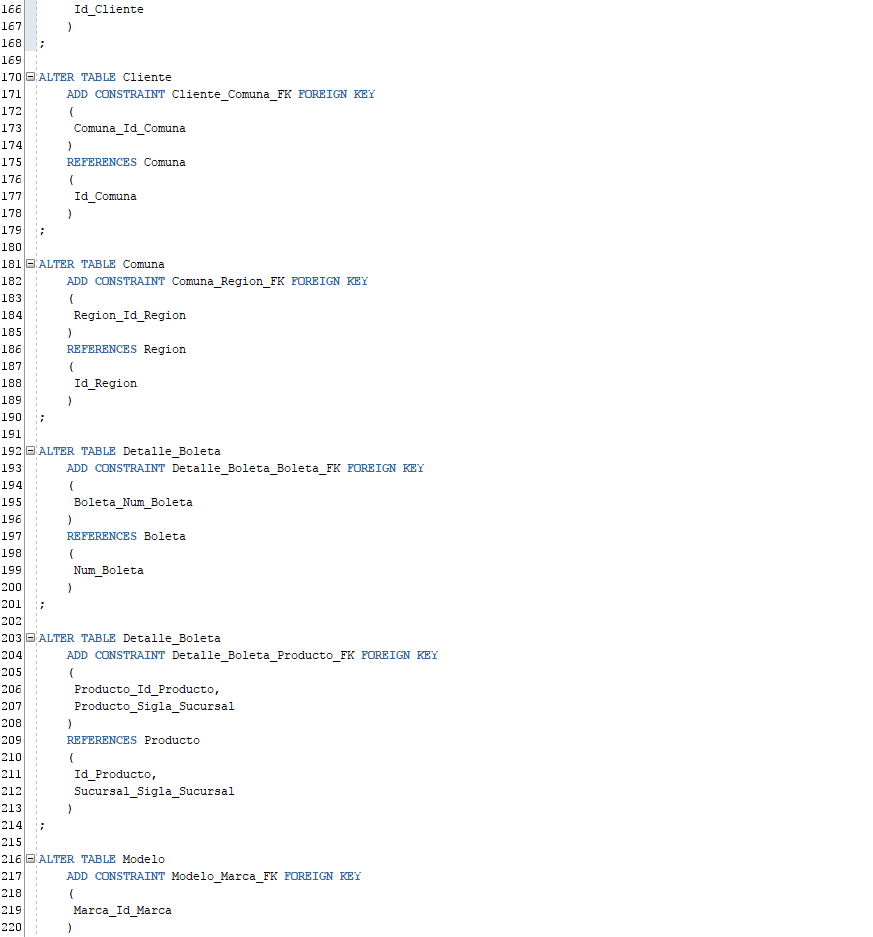 166 Id_Cliente
167 )
168 ;
169
170 ALTER TABLE Cliente
171 ADD CONSTRAINT Cliente_Comuna_FK FOREIGN KEY
172 (
173 Comuna_Id_Comuna
174 )
175 REFERENCES Comuna
176 (
177 Id_Comuna
178 )
179 ;
180
181 ALTER TABLE Comuna
182 ADD CONSTRAINT Comuna_Region_FK FOREIGN KEY
183 (
184 Region_Id_Region
185 )
186 REFERENCES Region
187 (
188 Id_Region
189 )
190 ;
191
192 ALTER TABLE Detalle_Boleta
193 ADD CONSTRAINT Detalle_Boleta_Boleta_FK FOREIGN KEY
194 (
195 Boleta_Num_Boleta
196 )
197 REFERENCES Boleta
198 (
199 Num_Boleta
200 )
201 ;
202
203 ALTER TABLE Detalle_Boleta
204 ADD CONSTRAINT Detalle_Boleta_Producto_FK FOREIGN KEY
205 (
206 Producto_Id_Producto,
207 Producto_Sigla_Sucursal
208 )
209 REFERENCES Producto
210 (
211 Id_Producto,
212 Sucursal_Sigla_Sucursal
213 )
214 ;
215
216 ALTER TABLE Modelo
217 ADD CONSTRAINT Modelo_Marca_FK FOREIGN KEY
218 (
219 Marca_Id_Marca
220 )